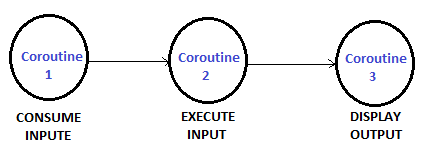 Coroutine
1
Coroutine
2
Coroutine
3
CONSUME
INPUTE
EXECUTE
INPUT
DISPLAY
OUTPUT